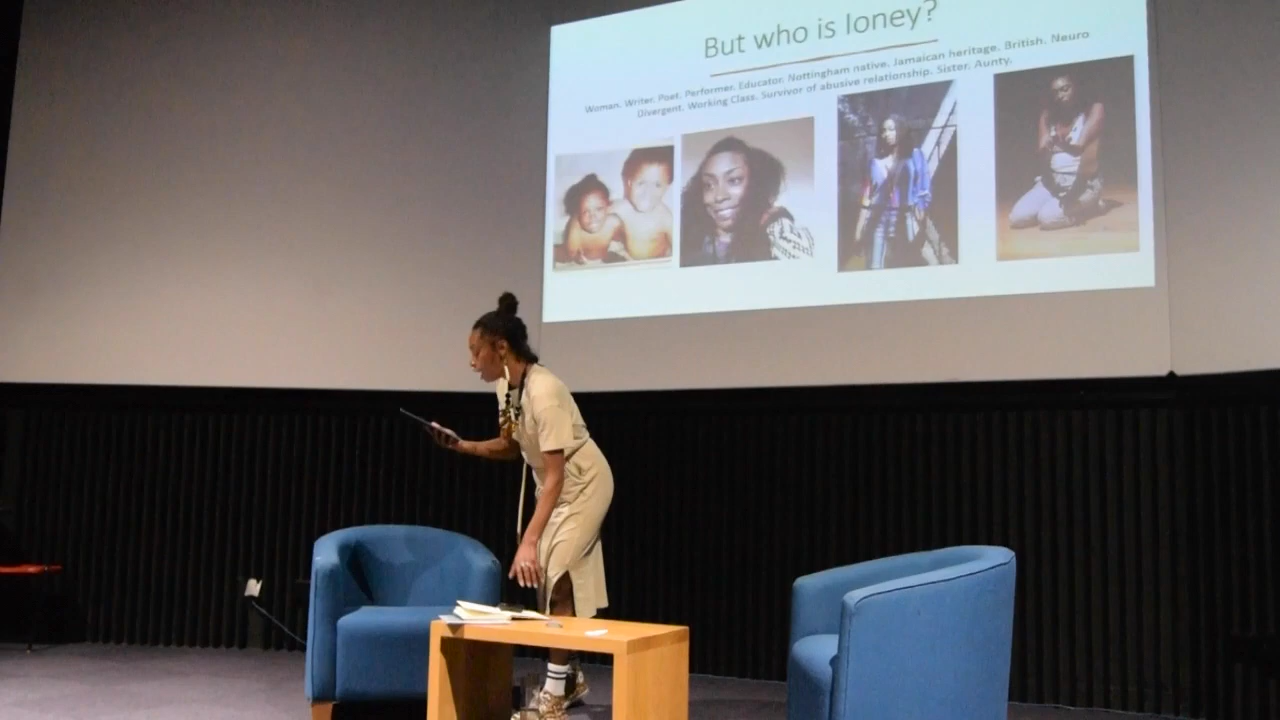 But who is Ioney?
Woman. Writer. Poet. Performer. Educator. Nottingham native. Jamaican heritage. British. Neuro
Divergent. Working Class. Survivor of abusive relationship. Sister. Aunty.